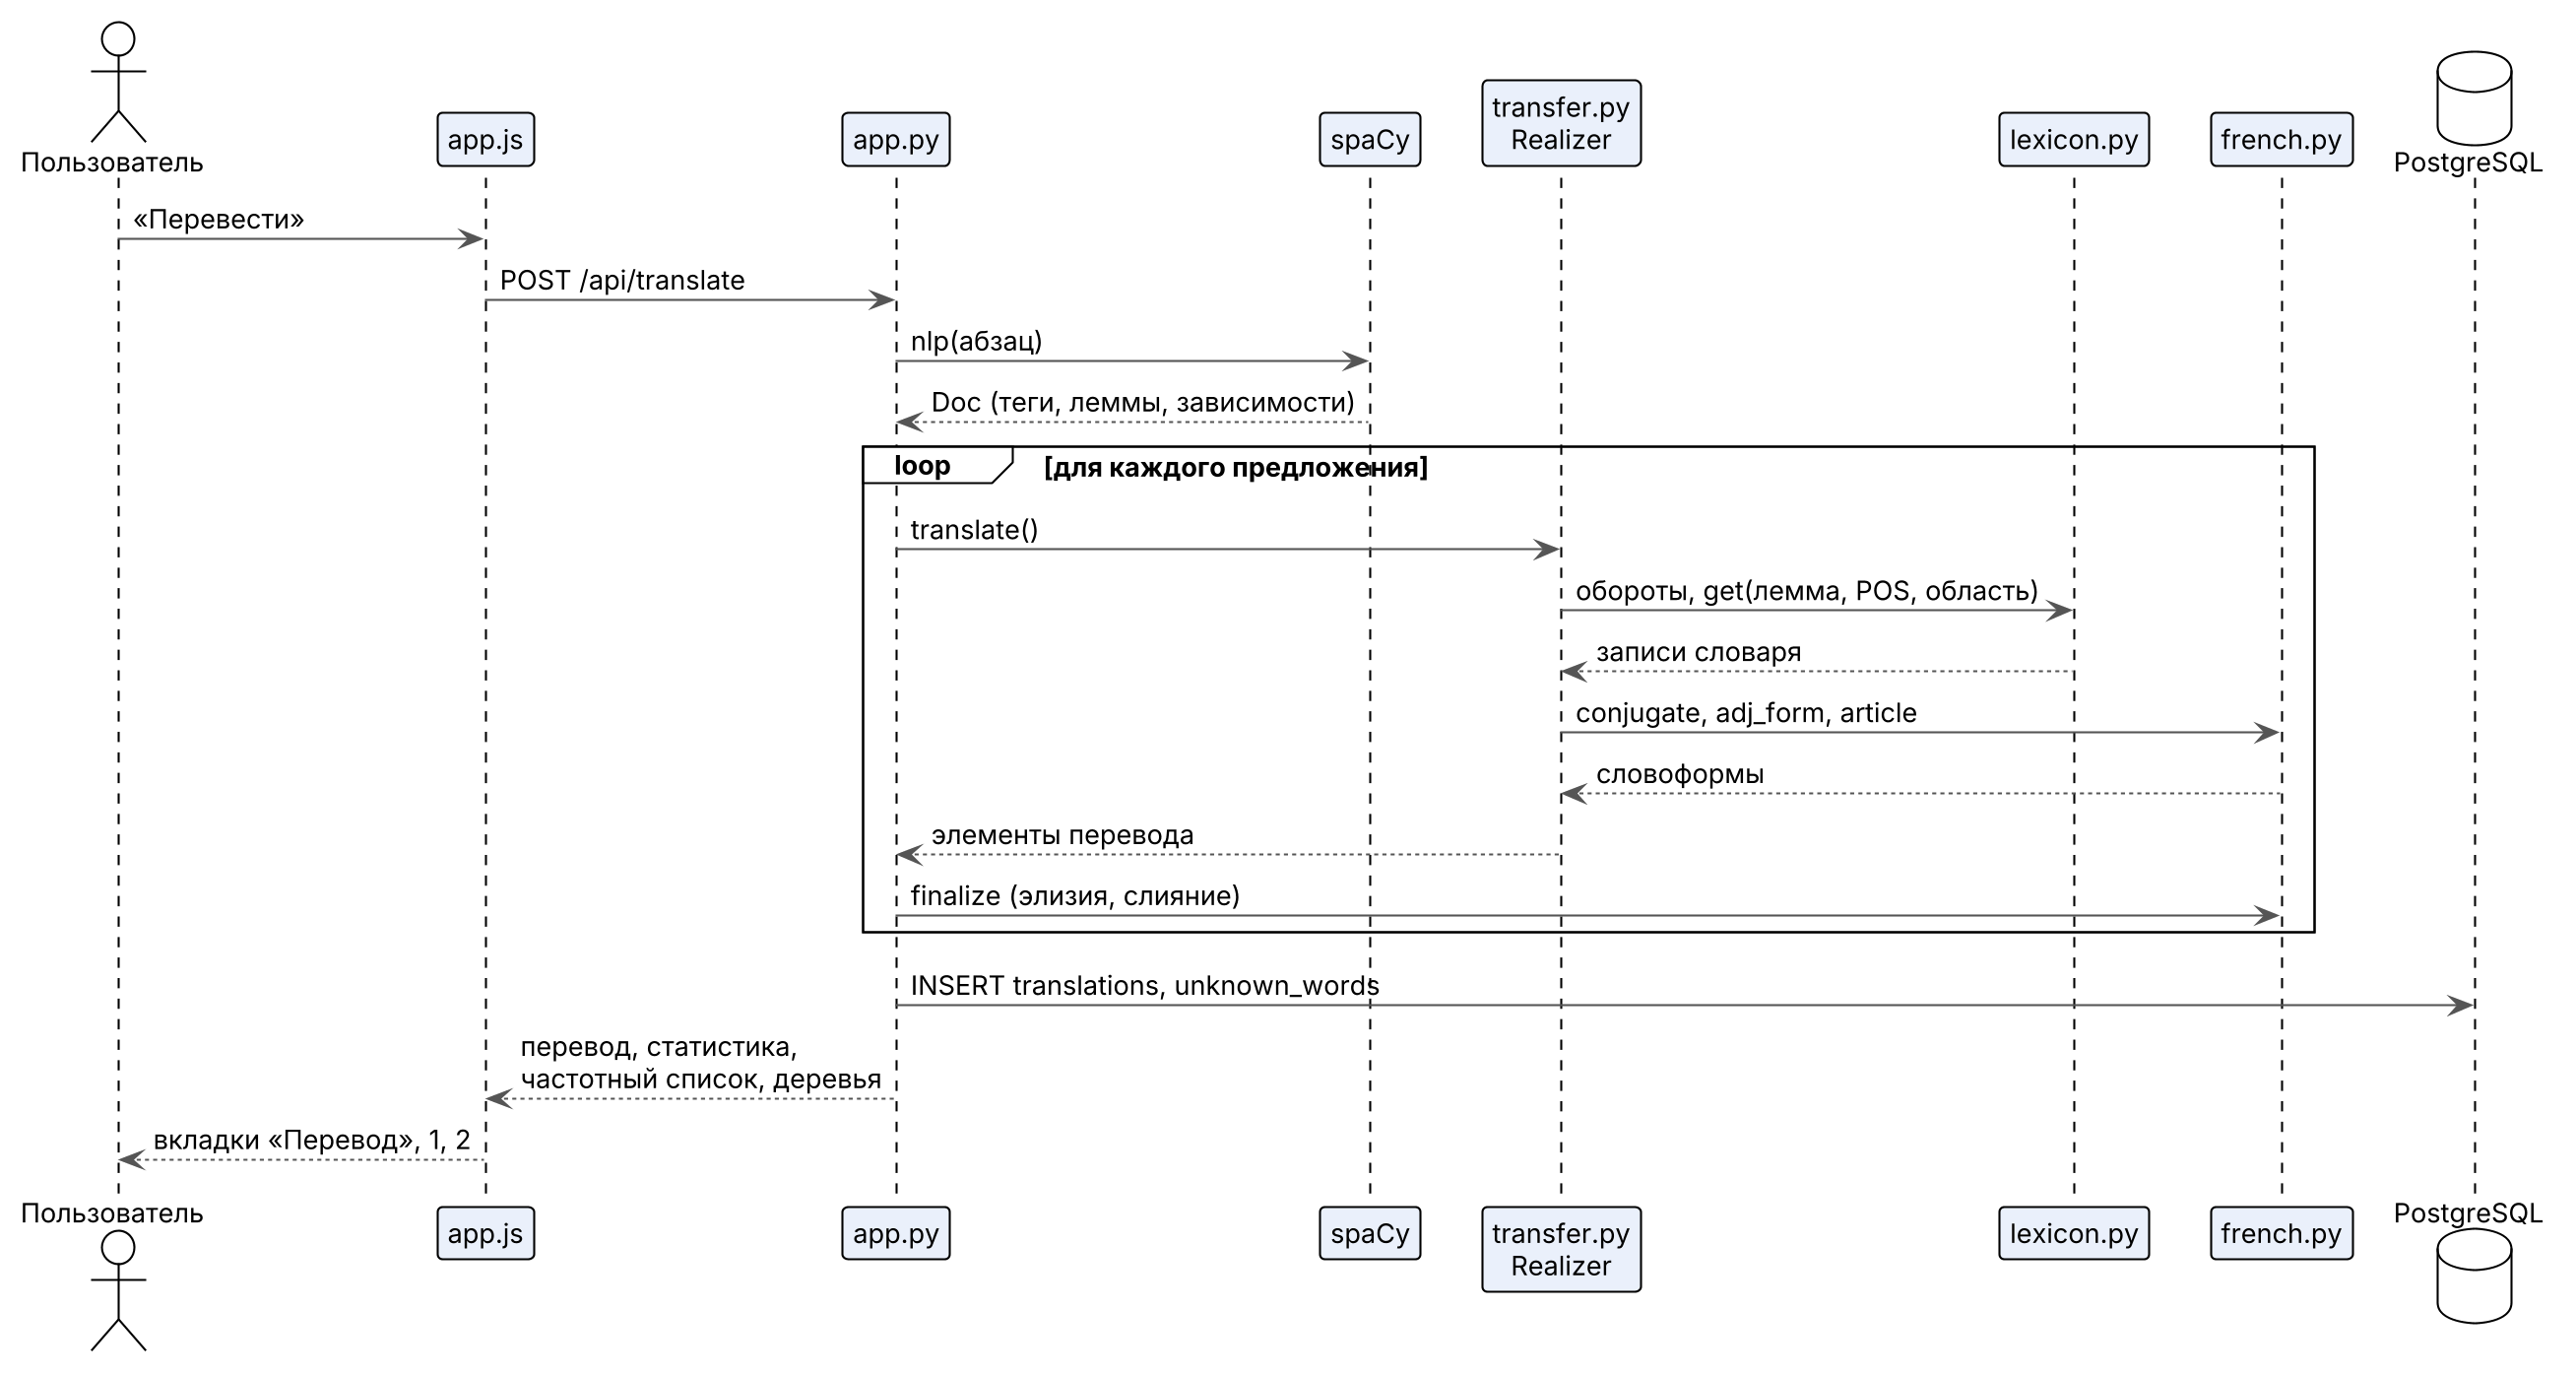 Пользователь
app.js
app.py
spaCy
transfer.py
Realizer
lexicon.py
french.py
PostgreSQL
«Перевести»
POST /api/translate
nlp(абзац)
Doc (теги, леммы, зависимости)
loop
[для каждого предложения]
translate()
обороты, get(лемма, POS, область)
записи словаря
conjugate, adj_form, article
словоформы
элементы перевода
finalize (элизия, слияние)
INSERT translations, unknown_words
перевод, статистика,
частотный список, деревья
вкладки «Перевод», 1, 2
Пользователь
app.js
app.py
spaCy
transfer.py
Realizer
lexicon.py
french.py
PostgreSQL